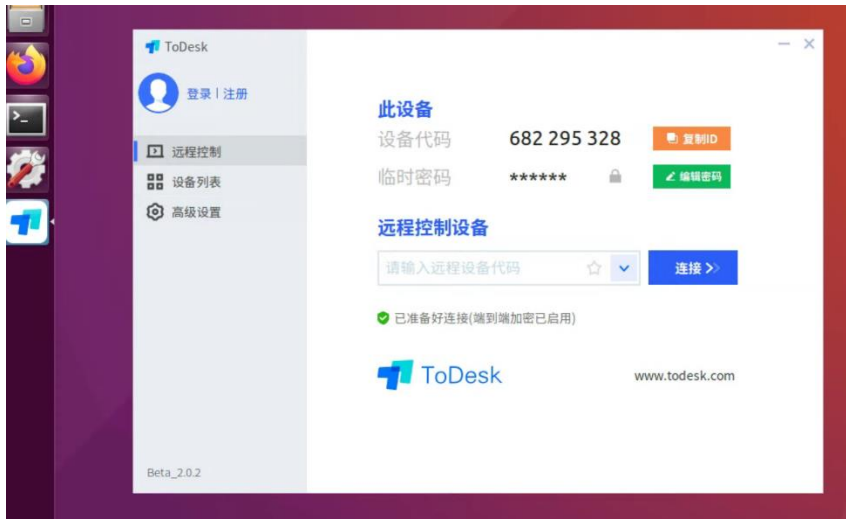 ToDesk
登录 | 注册
远程控制
设备列表
高级设置
Beta_2.0.2
此设备
设备代码 682 295 328 复制ID
临时密码 ****** 编辑密码
远程控制设备
请输入远程设备代码 连接
已准备好连接(端到端加密已启用)
ToDesk www.todesk.com